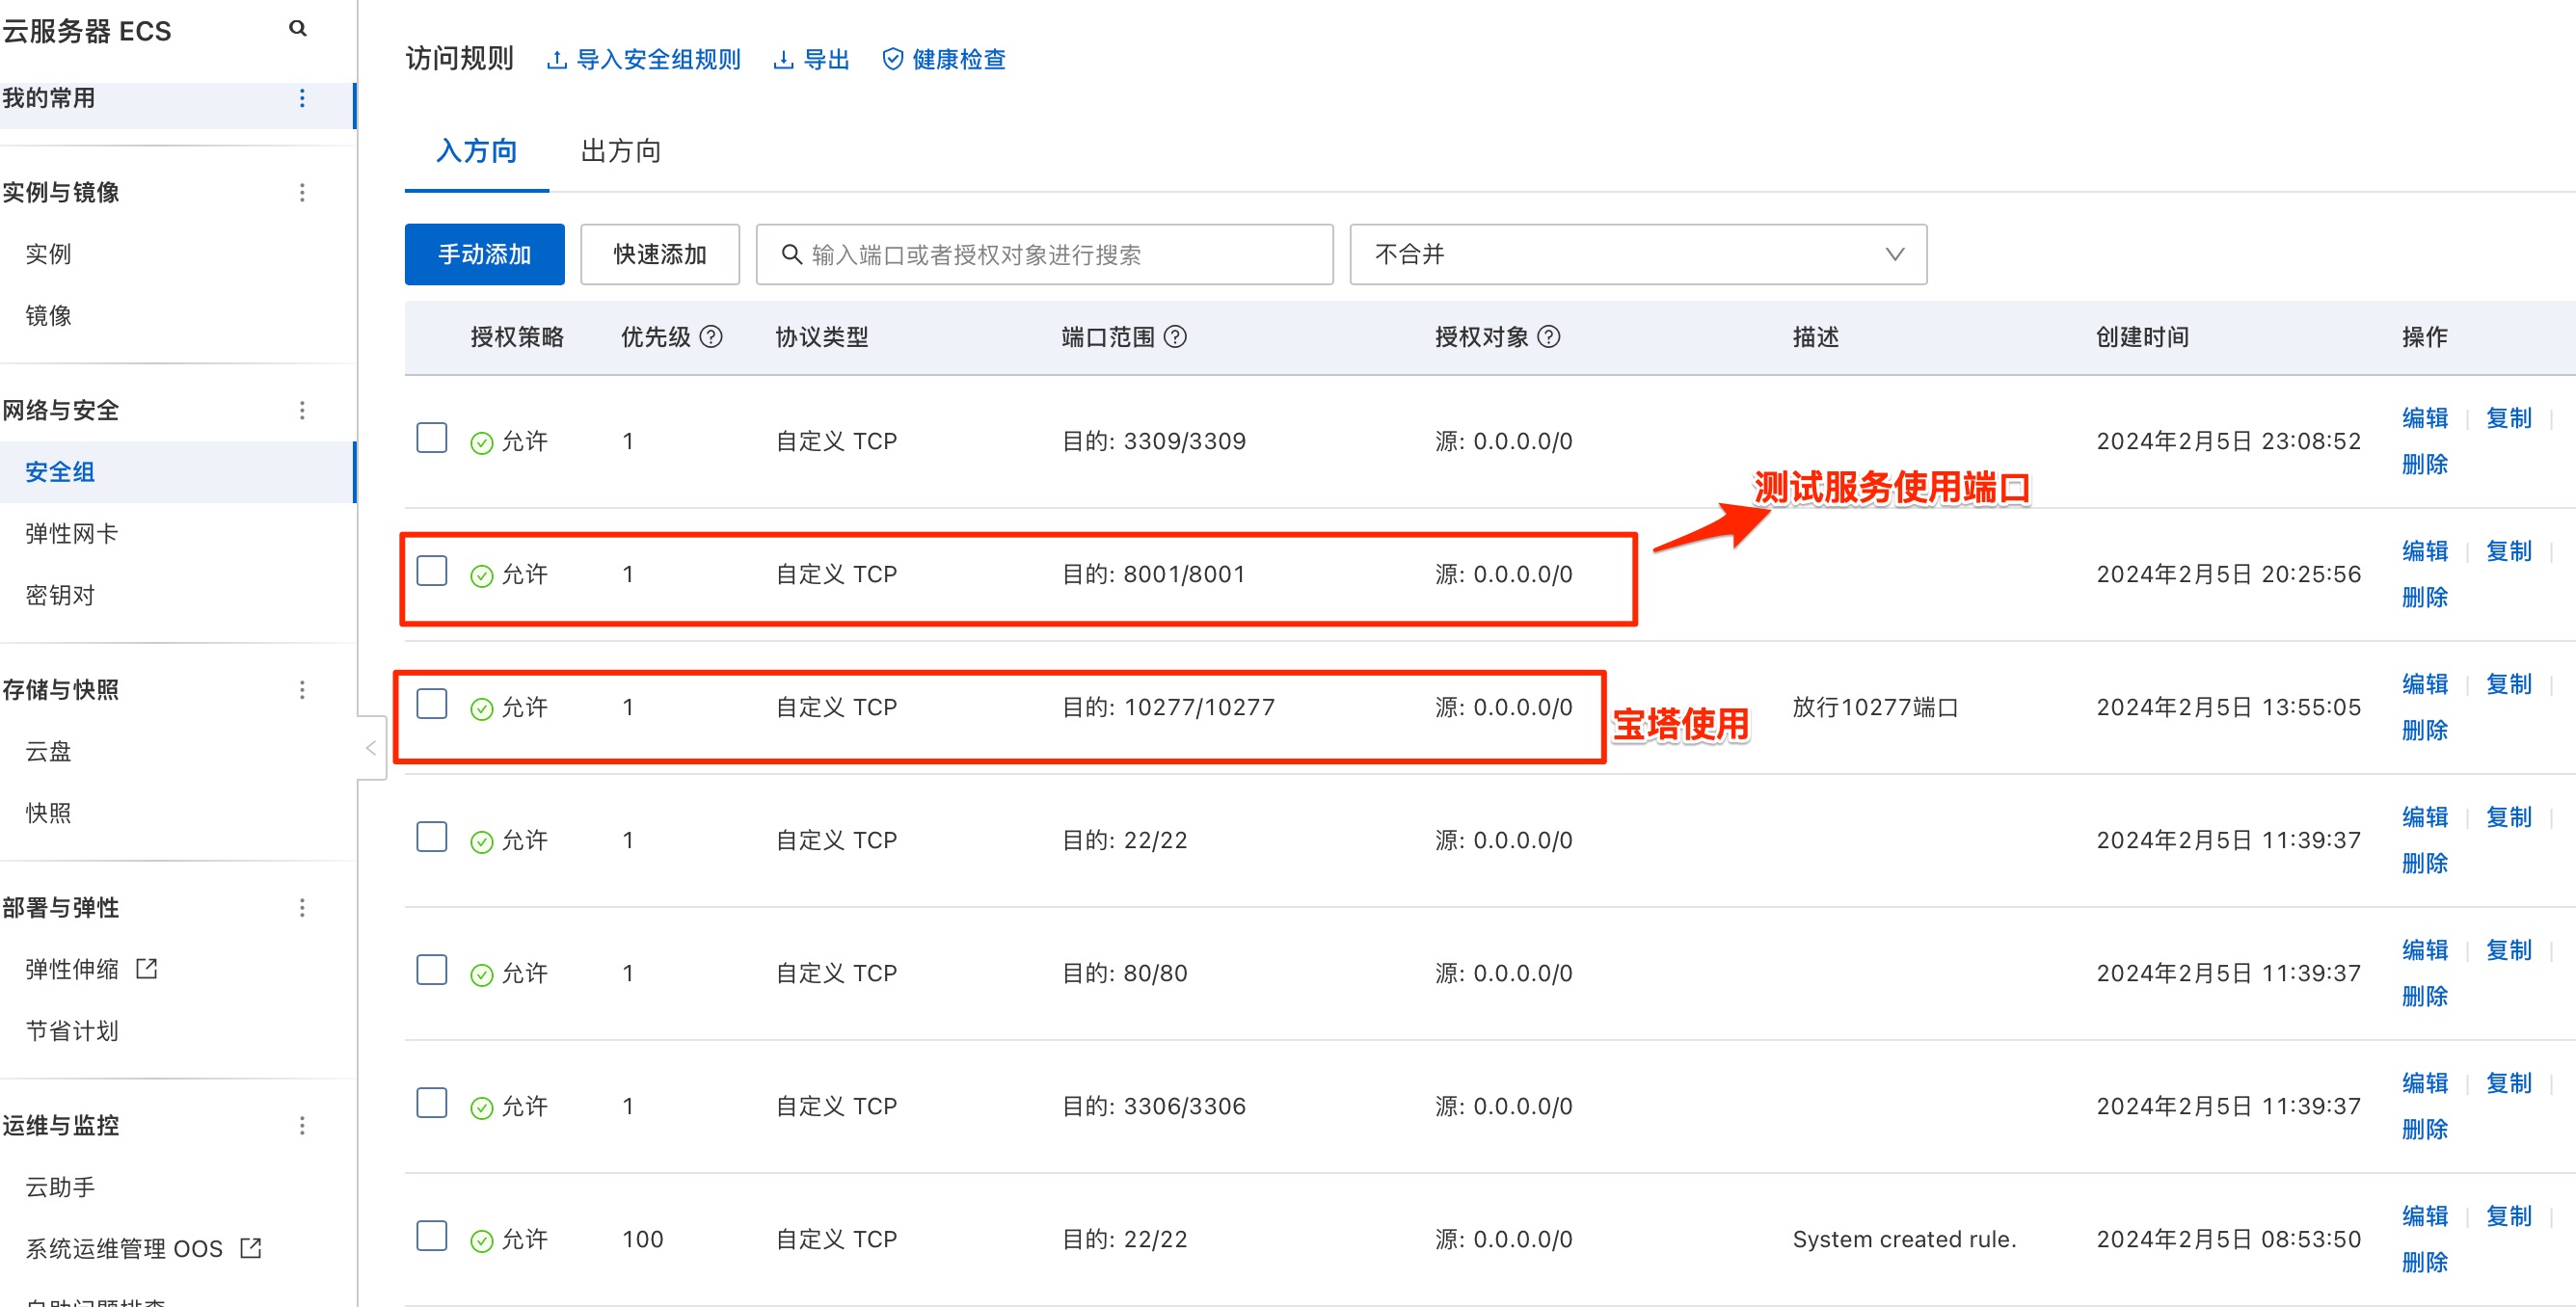 云服务器 ECS
我的常用
实例与镜像
实例
镜像
网络与安全
安全组
弹性网卡
密钥对
存储与快照
云盘
快照
部署与弹性
弹性伸缩
节省计划
运维与监控
云助手
系统运维管理 OOS
自助问题排查
访问规则 导入安全组规则 导出 健康检查
入方向 出方向
手动添加 快速添加 输入端口或者授权对象进行搜索 不合并
授权策略 优先级 协议类型 端口范围 授权对象 描述 创建时间 操作
允许 1 自定义 TCP 目的: 3309/3309 源: 0.0.0.0/0 2024年2月5日 23:08:52 编辑 复制
删除
测试服务使用端口
允许 1 自定义 TCP 目的: 8001/8001 源: 0.0.0.0/0 2024年2月5日 20:25:56 编辑 复制
删除
允许 1 自定义 TCP 目的: 10277/10277 源: 0.0.0.0/0 放行10277端口 2024年2月5日 13:55:05 编辑 复制
删除
宝塔使用
允许 1 自定义 TCP 目的: 22/22 源: 0.0.0.0/0 2024年2月5日 11:39:37 编辑 复制
删除
允许 1 自定义 TCP 目的: 80/80 源: 0.0.0.0/0 2024年2月5日 11:39:37 编辑 复制
删除
允许 1 自定义 TCP 目的: 3306/3306 源: 0.0.0.0/0 2024年2月5日 11:39:37 编辑 复制
删除
允许 100 自定义 TCP 目的: 22/22 源: 0.0.0.0/0 System created rule. 2024年2月5日 08:53:50 编辑 复制
删除